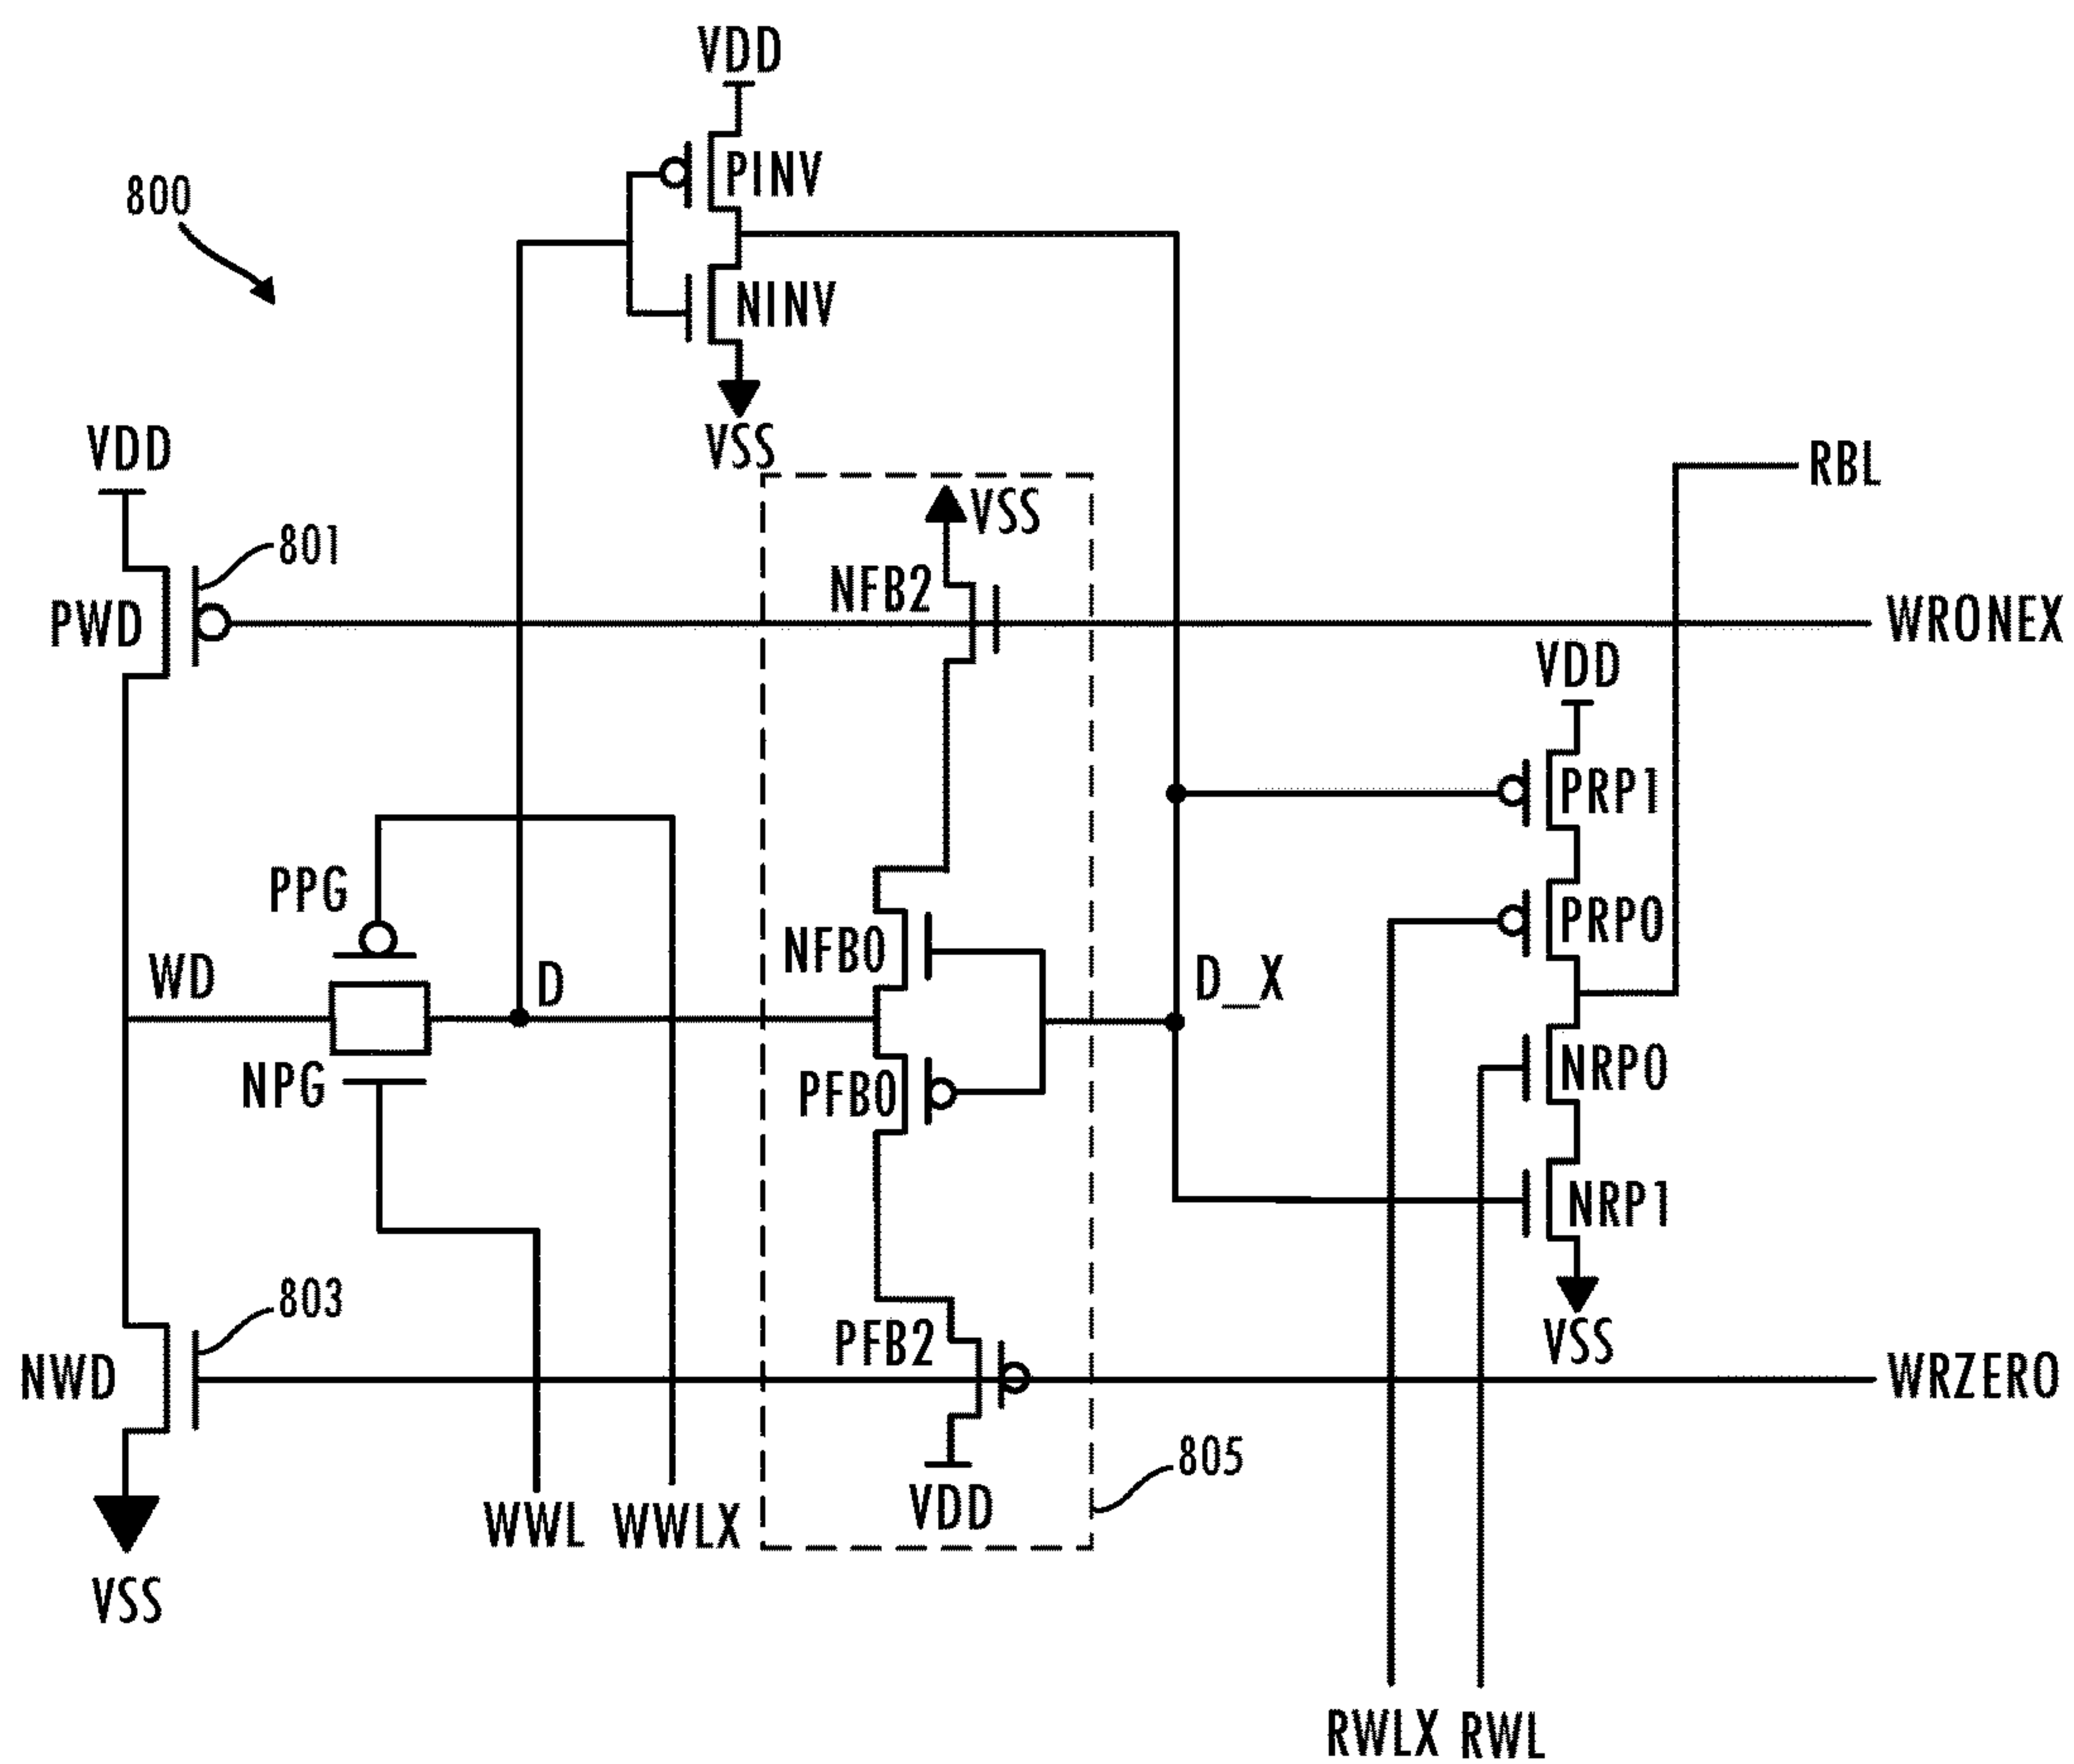 VDD
PINV
800
NINV
VSS
VDD
RBL
VSS
801
NFB2
PWD
WRONEX
VDD
PRP1
PPG
PRP0
NFB0
WD
D
D_X
NPG
PFB0
NRP0
NRP1
803
VSS
PFB2
NWD
WRZERO
805
VDD
WWL WWLX
VSS
RWLX RWL